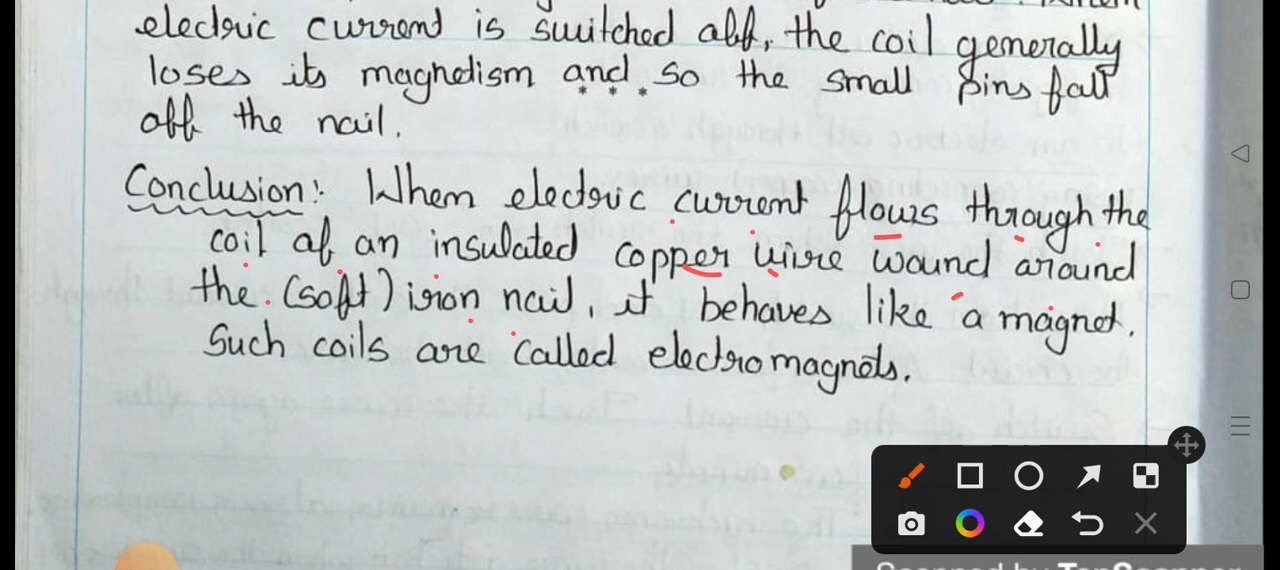 electric current is switched off, the coil generally
loses its magnetism and so the small pins fall
off the nail.
Conclusion: When electric current flows through the
coil of an insulated copper wire wound around
the (soft) iron nail, it behaves like a magnet.
Such coils are called electromagnets.